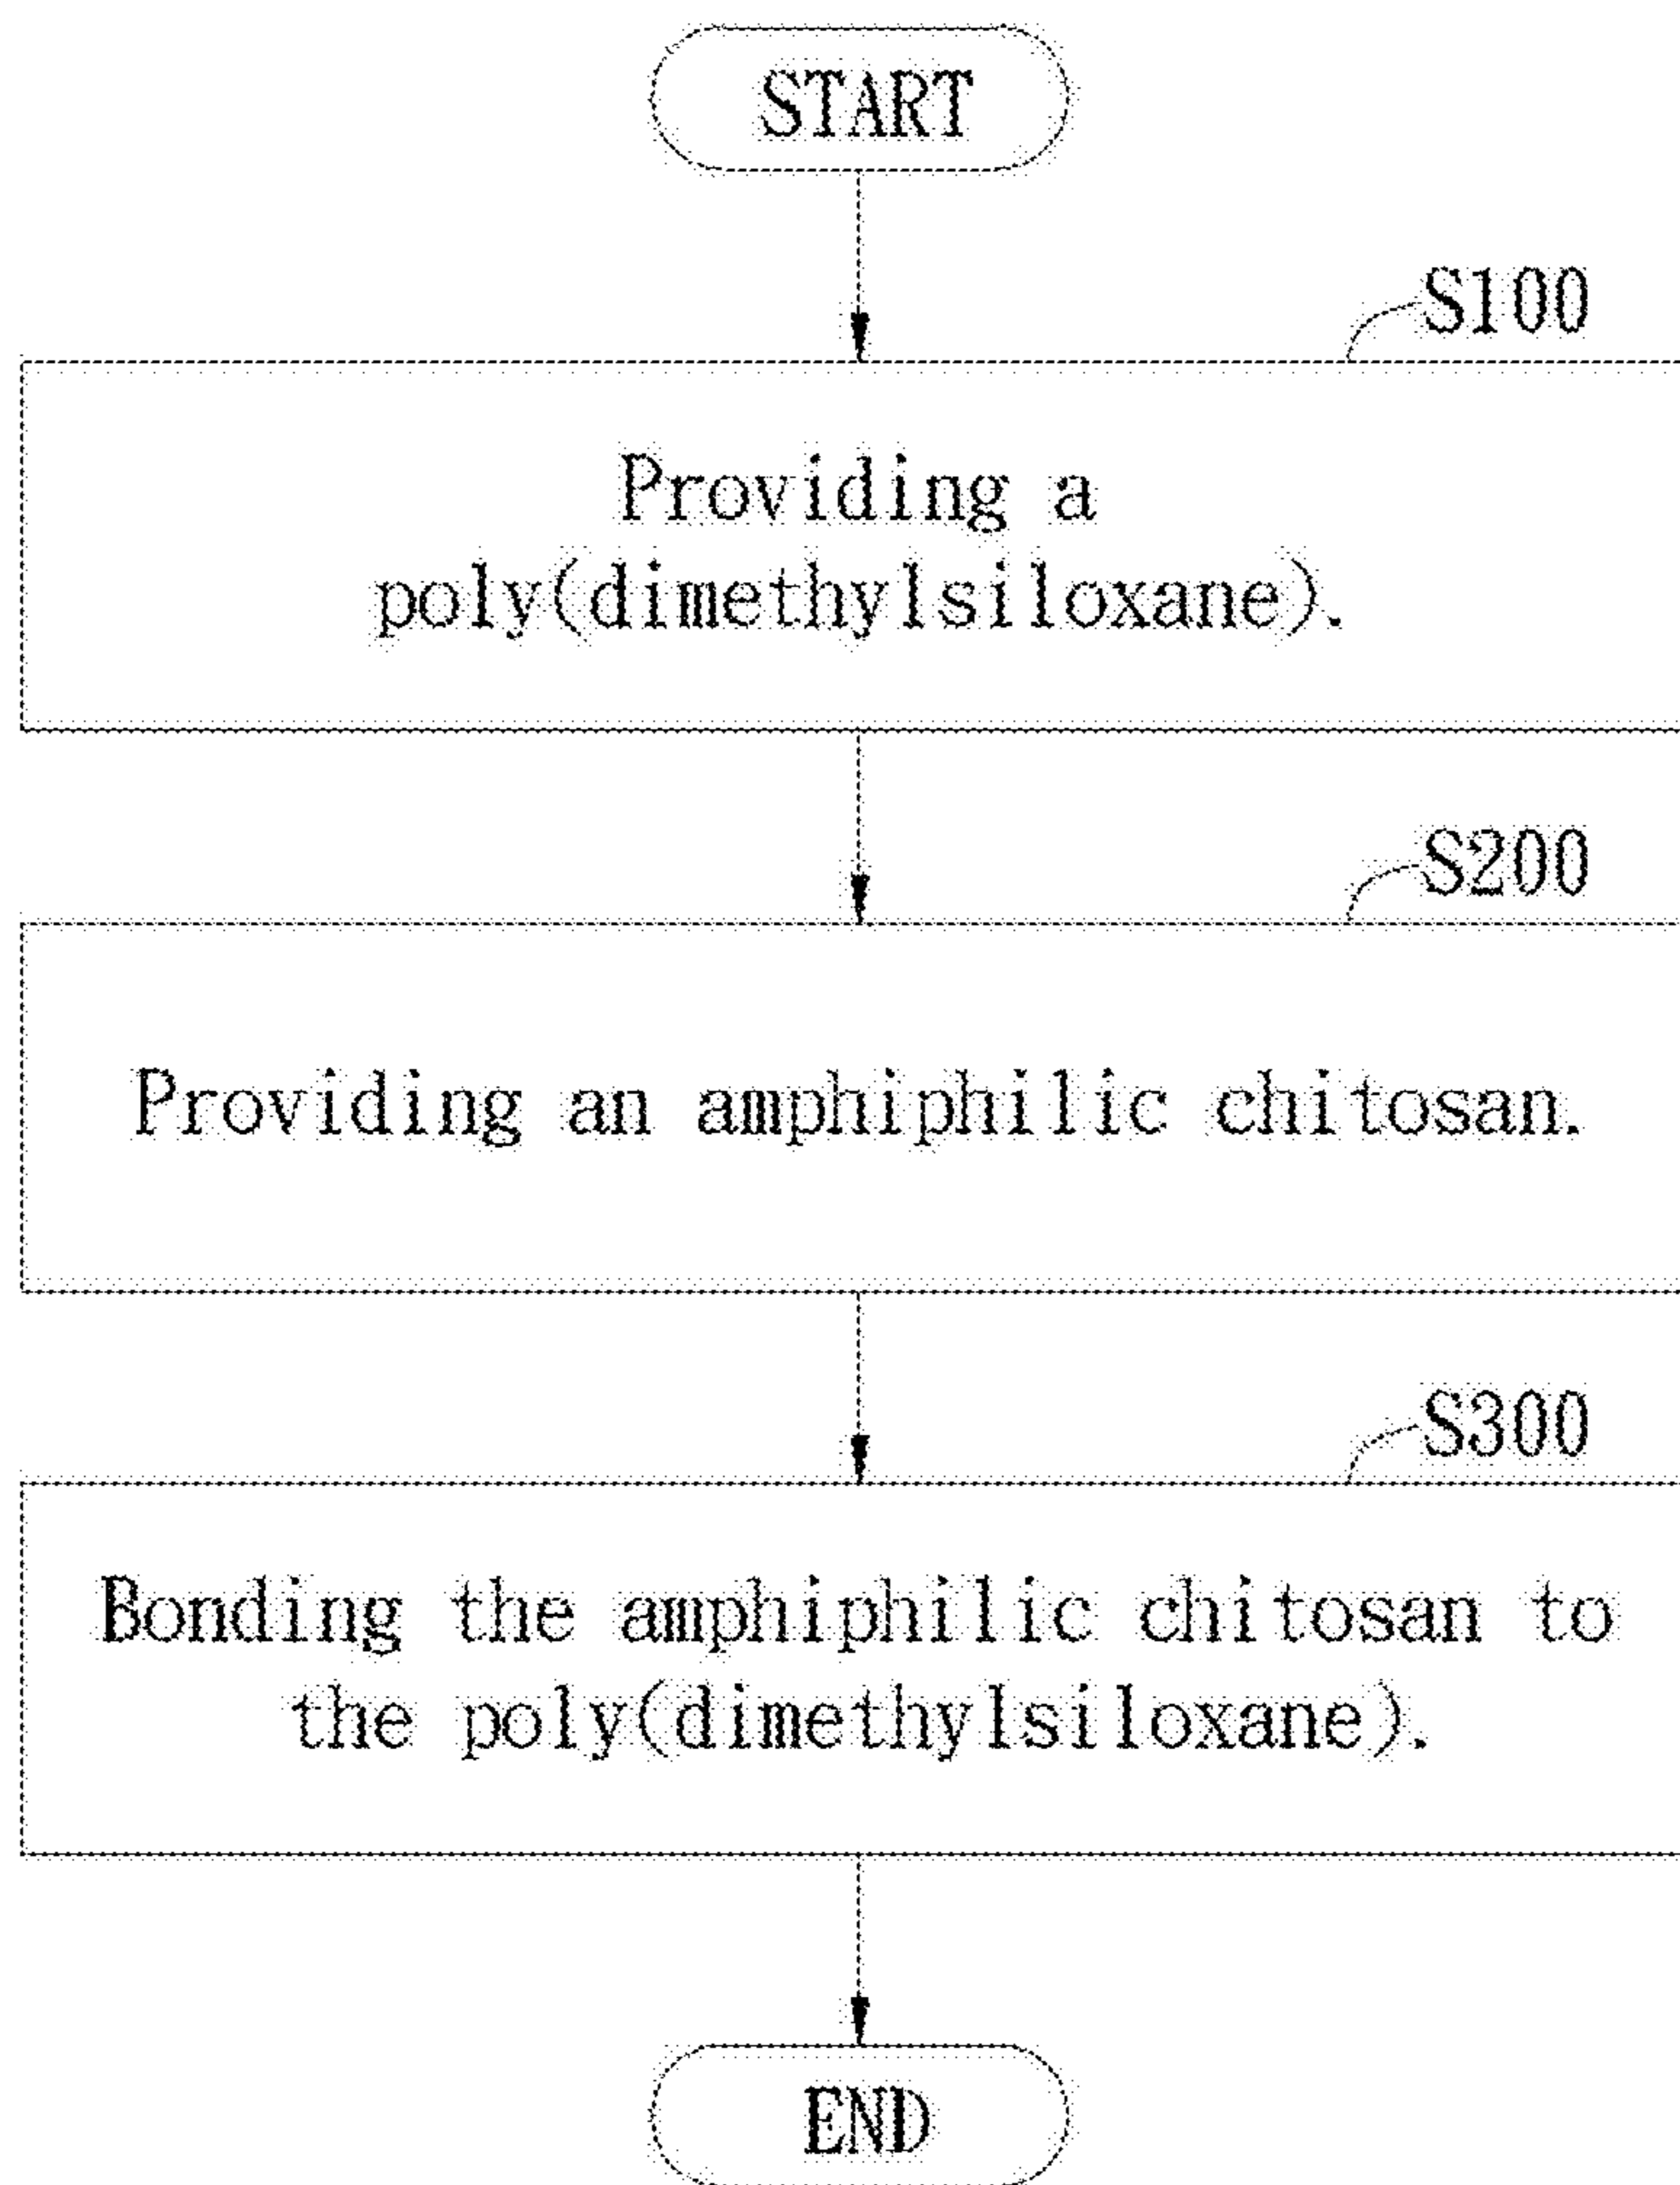 START
S100
Providing a
poly(dimethylsiloxane).
S200
Providing an amphiphilic chitosan.
S300
Bonding the amphiphilic chitosan to
the poly(dimethylsiloxane).
END